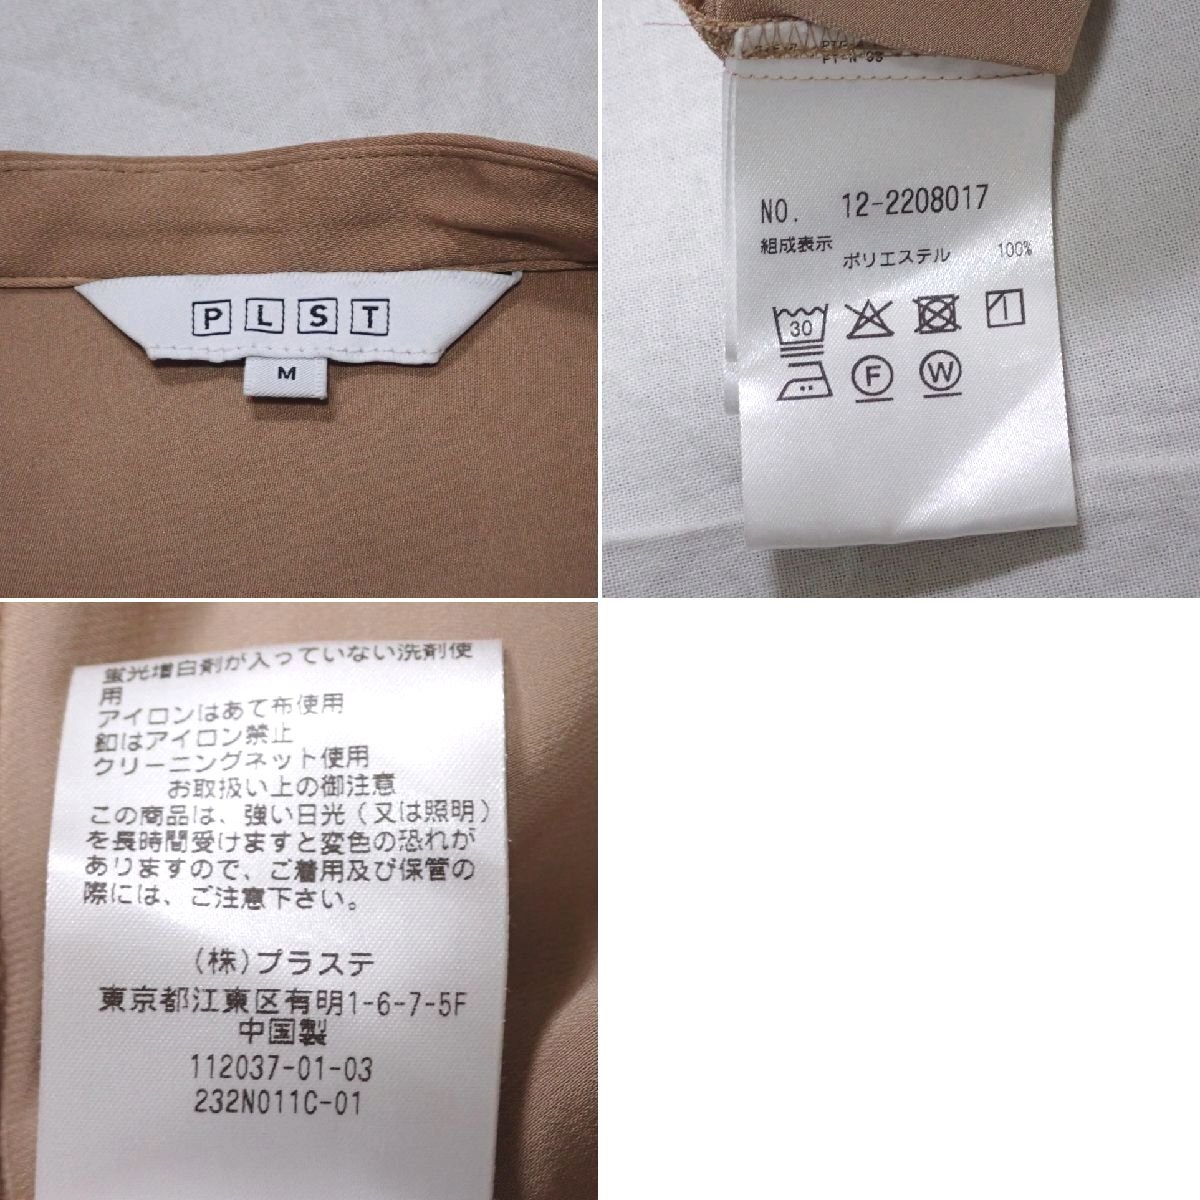 PLST
M
NO. 12-2208017
組成表示
ポリエステル 100%
30
F W
蛍光増白剤が入っていない洗剤使
用
アイロンはあて布使用
釦はアイロン禁止
クリーニングネット使用
お取扱い上の御注意
この商品は、強い日光(又は照明)
を長時間受けますと変色の恐れが
ありますので、ご着用及び保管の
際には、ご注意下さい。
(株)プラステ
東京都江東区有明1-6-7-5F
中国製
112037-01-03
232N011C-01